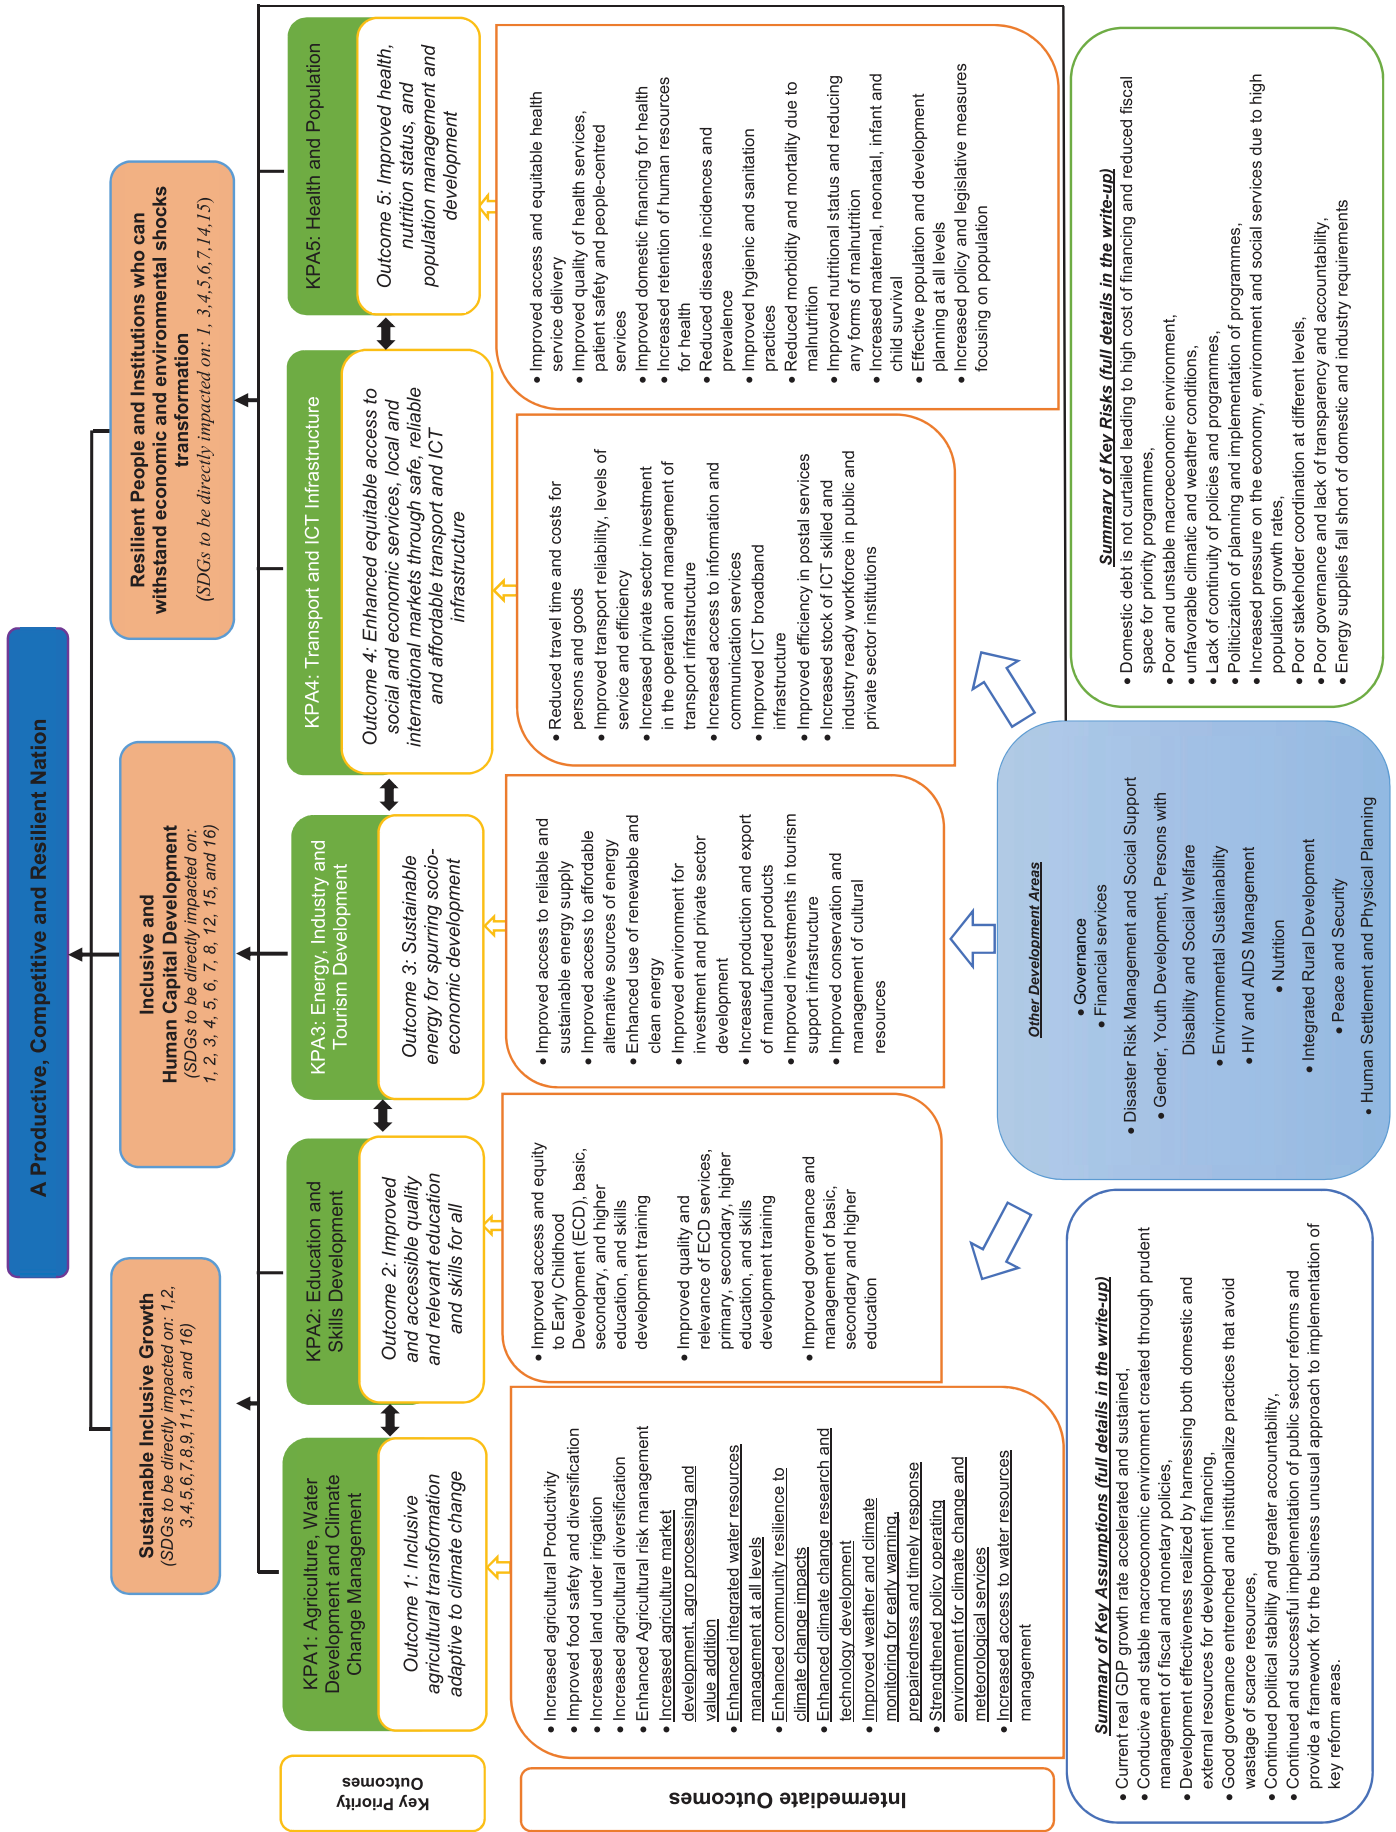 A Productive, Competitive and Resilient Nation
Sustainable Inclusive Growth
(SDGs to be directly impacted on: 1,2,
3,4,5,6,7,8,9,11,13, and 16)
Inclusive and
Human Capital Development
(SDGs to be directly impacted on:
1, 2, 3, 4, 5, 6, 7, 8, 12, 15, and 16)
Resilient People and Institutions who can
withstand economic and environmental shocks
transformation
(SDGs to be directly impacted on: 1, 3,4,5,6,7,14,15)
Key Priority
Outcomes
KPA1: Agriculture, Water
Development and Climate
Change Management
Outcome 1: Inclusive
agricultural transformation
adaptive to climate change
KPA2: Education and
Skills Development
Outcome 2: Improved
and accessible quality
and relevant education
and skills for all
KPA3: Energy, Industry and
Tourism Development
Outcome 3: Sustainable
energy for spurring socio-
economic development
KPA4: Transport and ICT Infrastructure
Outcome 4: Enhanced equitable access to
social and economic services, local and
international markets through safe, reliable
and affordable transport and ICT
infrastructure
KPA5: Health and Population
Outcome 5: Improved health,
nutrition status, and
population management and
development
Intermediate Outcomes
• Increased agricultural Productivity
• Improved food safety and diversification
• Increased land under irrigation
• Increased agricultural diversification
• Enhanced Agricultural risk management
• Increased agriculture market
development, agro processing and
value addition
• Enhanced integrated water resources
management at all levels
• Enhanced community resilience to
climate change impacts
• Enhanced climate change research and
technology development
• Improved weather and climate
monitoring for early warning,
prepairedness and timely response
• Strengthened policy operating
environment for climate change and
meteorological services
• Increased access to water resources
management
• Improved access and equity
to Early Childhood
Development (ECD), basic,
secondary, and higher
education, and skills
development training
• Improved quality and
relevance of ECD services,
primary, secondary, higher
education, and skills
development training
• Improved governance and
management of basic,
secondary and higher
education
• Improved access to reliable and
sustainable energy supply
• Improved access to affordable
alternative sources of energy
• Enhanced use of renewable and
clean energy
• Improved environment for
investment and private sector
development
• Increased production and export
of manufactured products
• Improved investments in tourism
support infrastructure
• Improved conservation and
management of cultural
resources
• Reduced travel time and costs for
persons and goods
• Improved transport reliability, levels of
service and efficiency
• Increased private sector investment
in the operation and management of
transport infrastructure
• Increased access to information and
communication services
• Improved ICT broadband
infrastructure
• Improved efficiency in postal services
• Increased stock of ICT skilled and
industry ready workforce in public and
private sector institutions
• Improved access and equitable health
service delivery
• Improved quality of health services,
patient safety and people-centred
services
• Improved domestic financing for health
• Increased retention of human resources
for health
• Reduced disease incidences and
prevalence
• Improved hygienic and sanitation
practices
• Reduced morbidity and mortality due to
malnutrition
• Improved nutritional status and reducing
any forms of malnutrition
• Increased maternal, neonatal, infant and
child survival
• Effective population and development
planning at all levels
• Increased policy and legislative measures
focusing on population
Summary of Key Assumptions (full details in the write-up)
• Current real GDP growth rate accelerated and sustained,
• Conducive and stable macroeconomic environment created through prudent
management of fiscal and monetary policies,
• Development effectiveness realized by harnessing both domestic and
external resources for development financing,
• Good governance entrenched and institutionalize practices that avoid
wastage of scarce resources,
• Continued political stability and greater accountability,
• Continued and successful implementation of public sector reforms and
provide a framework for the business unusual approach to implementation of
key reform areas.
Other Development Areas
• Governance
• Financial services
• Disaster Risk Management and Social Support
• Gender, Youth Development, Persons with
Disability and Social Welfare
• Environmental Sustainability
• HIV and AIDS Management
• Nutrition
• Integrated Rural Development
• Peace and Security
• Human Settlement and Physical Planning
Summary of Key Risks (full details in the write-up)
• Domestic debt is not curtailed leading to high cost of financing and reduced fiscal
space for priority programmes,
• Poor and unstable macroeconomic environment,
• unfavorable climatic and weather conditions,
• Lack of continuity of policies and programmes,
• Politicization of planning and implementation of programmes,
• Increased pressure on the economy, environment and social services due to high
population growth rates,
• Poor stakeholder coordination at different levels,
• Poor governance and lack of transparency and accountability,
• Energy supplies fall short of domestic and industry requirements